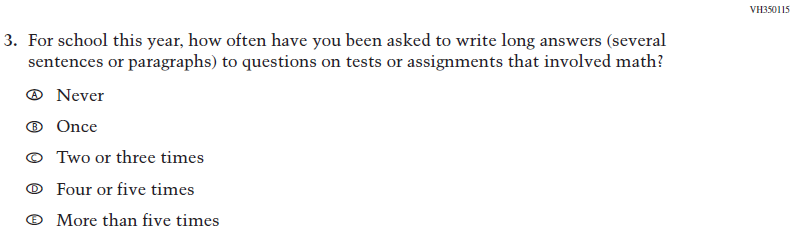 VH350115
3. For school this year, how often have you been asked to write long answers (several
sentences or paragraphs) to questions on tests or assignments that involved math?
Ⓐ Never
Ⓑ Once
Ⓒ Two or three times
Ⓓ Four or five times
Ⓔ More than five times